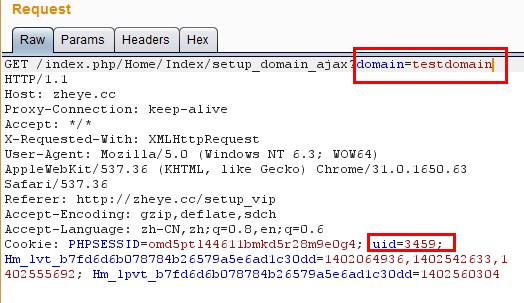 Request
Raw Params Headers Hex
GET /index.php/Home/Index/setup_domain_ajax?domain=testdomain
HTTP/1.1
Host: zheye.cc
Proxy-Connection: keep-alive
Accept: */*
X-Requested-With: XMLHttpRequest
User-Agent: Mozilla/5.0 (Windows NT 6.3; WOW64)
AppleWebKit/537.36 (KHTML, like Gecko) Chrome/31.0.1650.63
Safari/537.36
Referer: http://zheye.cc/setup_vip
Accept-Encoding: gzip,deflate,sdch
Accept-Language: zh-CN,zh;q=0.8,en;q=0.6
Cookie: PHPSESSID=omd5pt144611bmkd5r28m9e0g4; uid=3459;
Hm_lvt_b7fd6d6b078784b26579a5e6ad1c30dd=1402064936,1402542633,1
402555692; Hm_lpvt_b7fd6d6b078784b26579a5e6ad1c30dd=1402560304